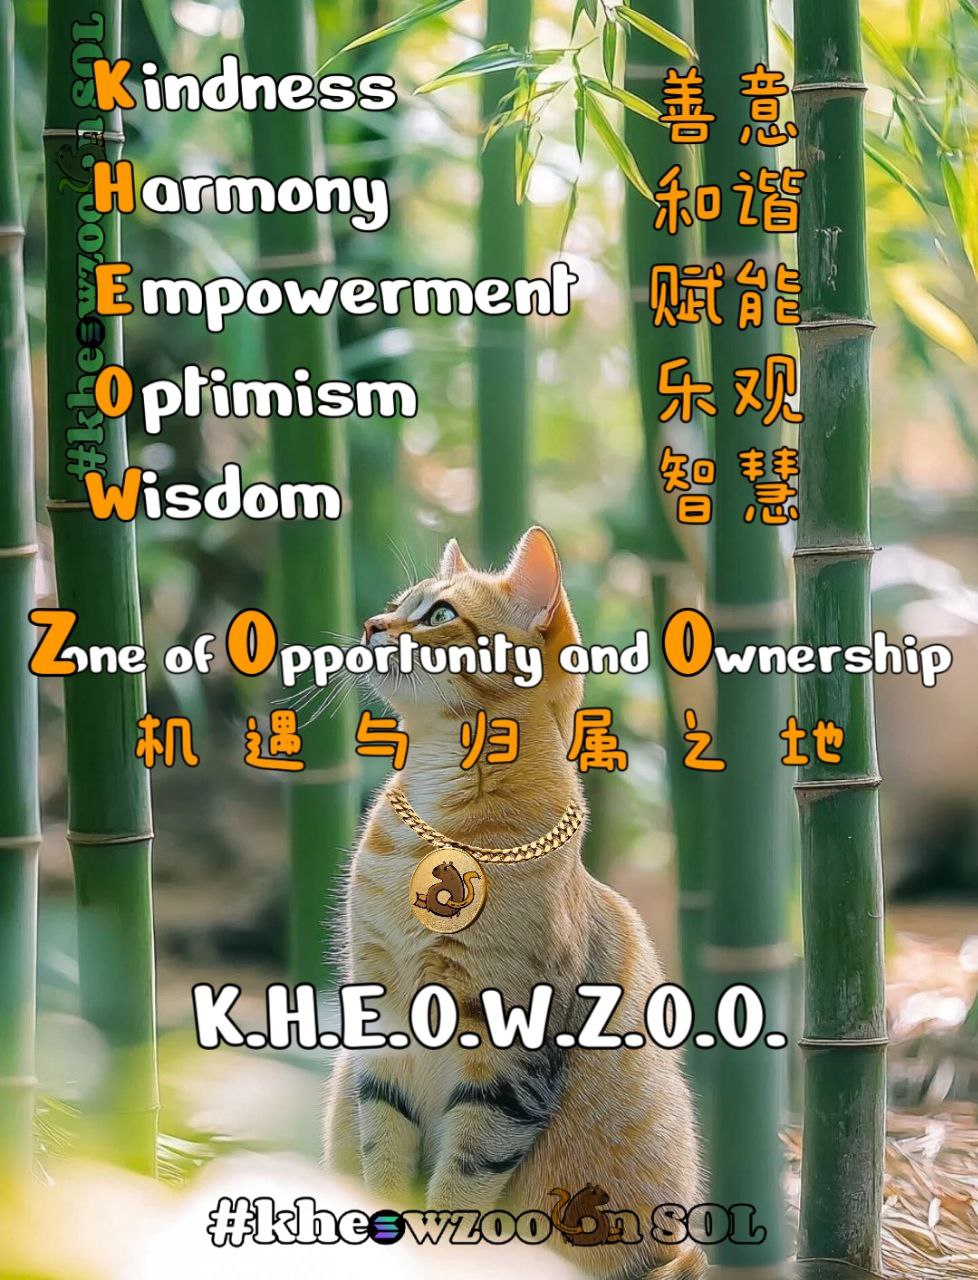 Kindness 善意
Harmony 和谐
Empowerment 赋能
Optimism 乐观
Wisdom 智慧
#kheowzoo on SOL
Zone of Opportunity and Ownership
机遇与归属之地
K.H.E.O.W.Z.O.O.
#kheowzoo on SOL